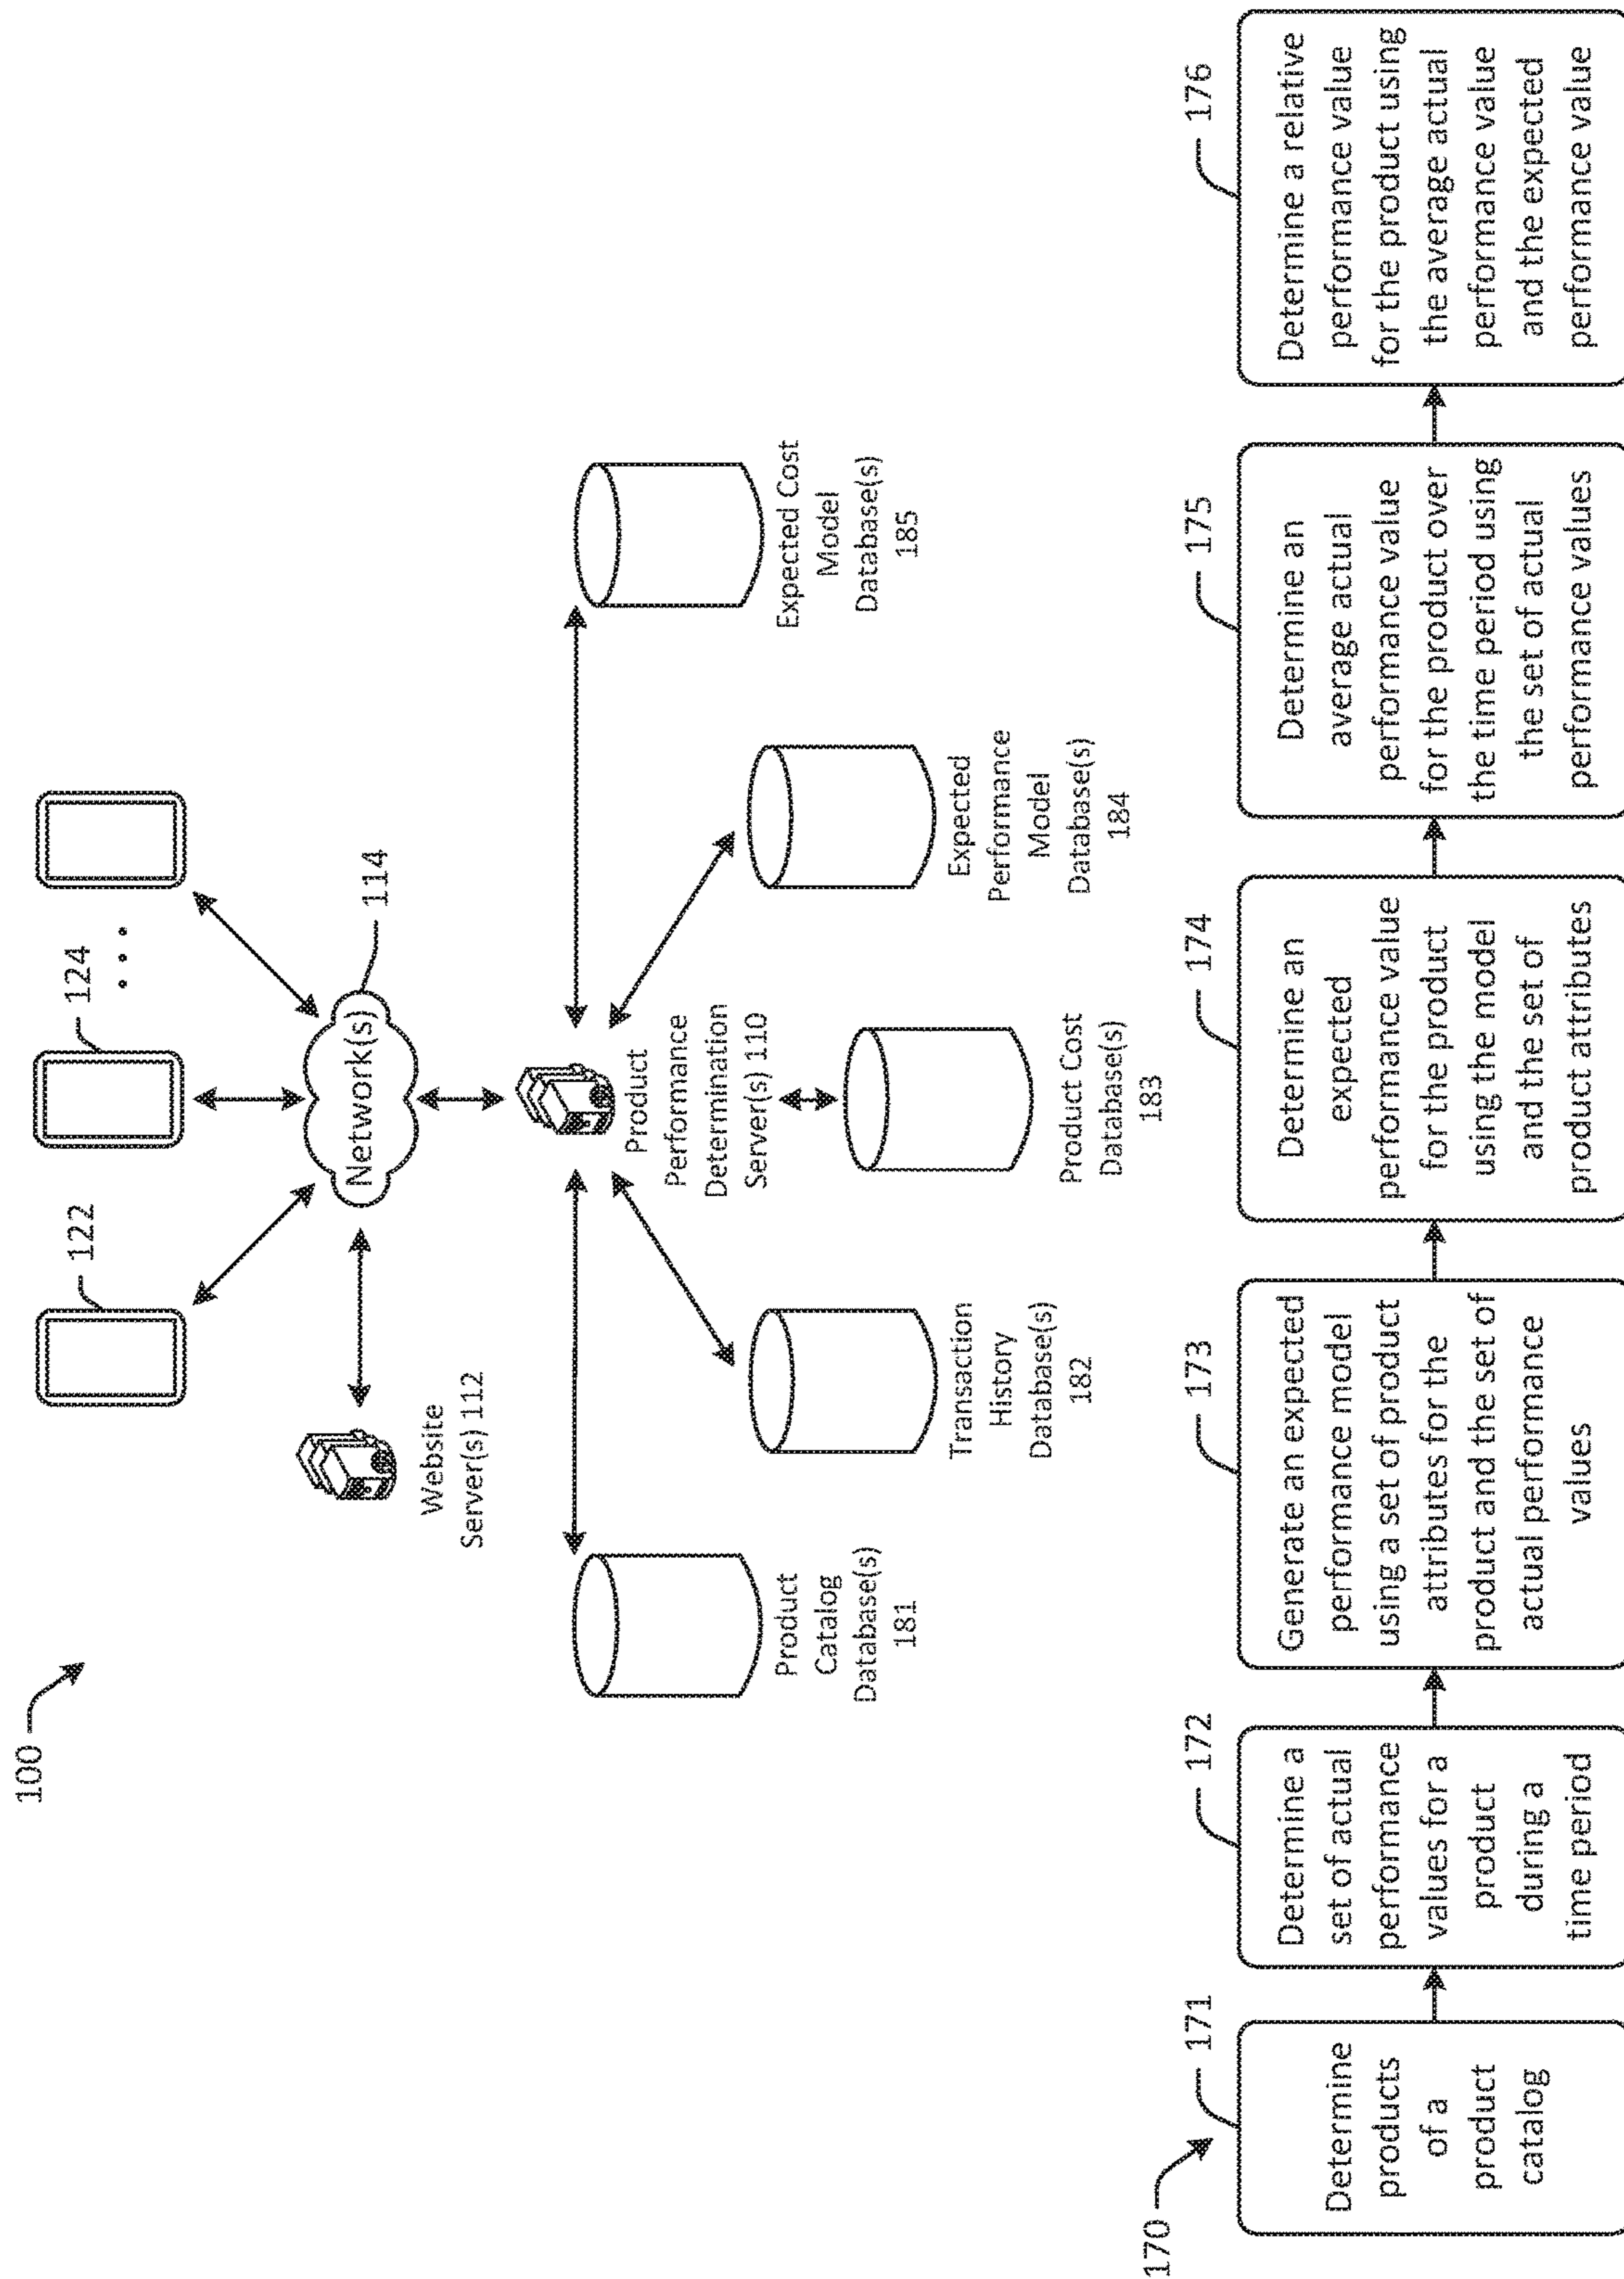 100
122
124
114
Network(s)
Website
Server(s) 112
Product
Performance
Determination
Server(s) 110
Product
Catalog
Database(s)
181
Transaction
History
Database(s)
182
Product Cost
Database(s)
183
Expected
Performance
Model
Database(s)
184
Expected Cost
Model
Database(s)
185
170
171
Determine
products
of a
product
catalog
172
Determine a
set of actual
performance
values for a
product
during a
time period
173
Generate an expected
performance model
using a set of product
attributes for the
product and the set of
actual performance
values
174
Determine an
expected
performance value
for the product
using the model
and the set of
product attributes
175
Determine an
average actual
performance value
for the product over
the time period using
the set of actual
performance values
176
Determine a relative
performance value
for the product using
the average actual
performance value
and the expected
performance value